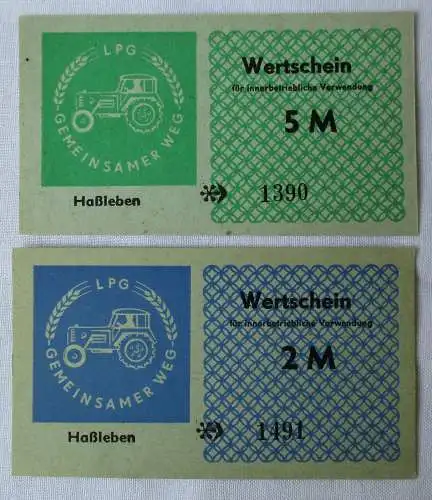 LPG
GEMEINSAMER WEG
Haßleben
Wertschein
für innerbetriebliche Verwendung
5 M
1390
LPG
GEMEINSAMER WEG
Haßleben
Wertschein
für innerbetriebliche Verwendung
2 M
1491